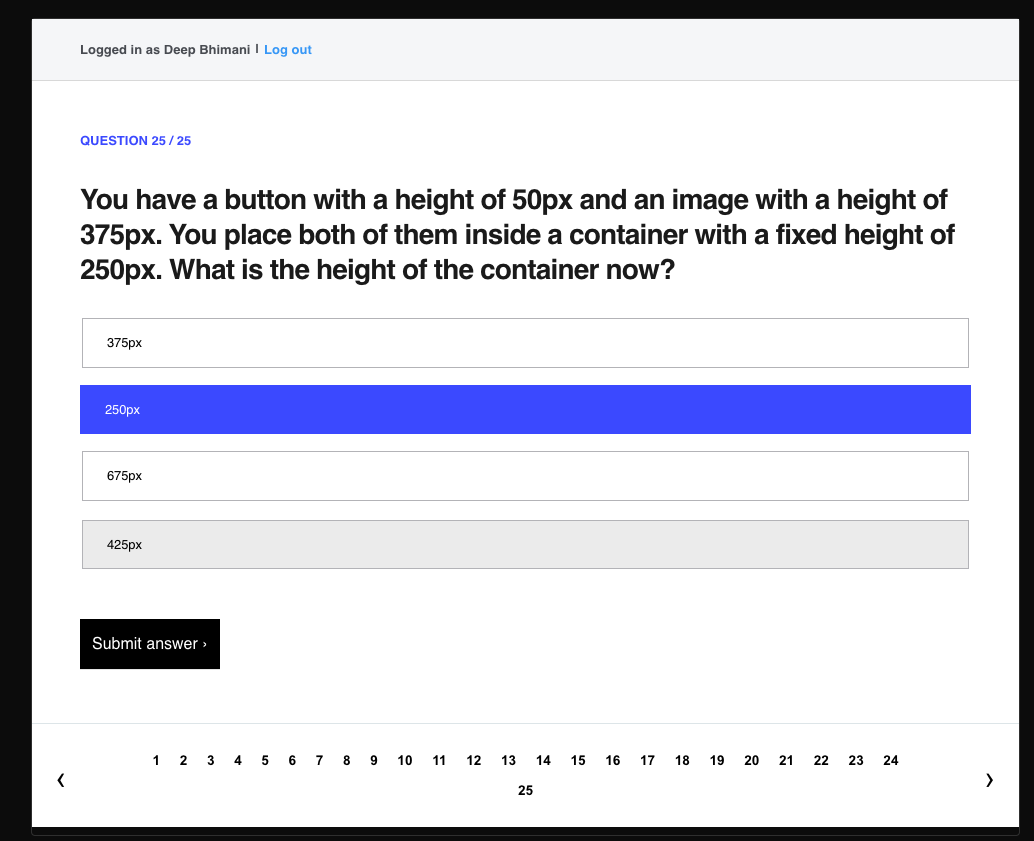 Logged in as Deep Bhimani | Log out
QUESTION 25 / 25
You have a button with a height of 50px and an image with a height of
375px. You place both of them inside a container with a fixed height of
250px. What is the height of the container now?
375px
250px
675px
425px
Submit answer ›
1 2 3 4 5 6 7 8 9 10 11 12 13 14 15 16 17 18 19 20 21 22 23 24
‹ ›
25